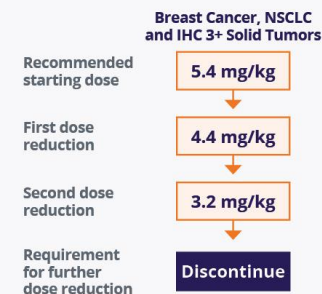 Breast Cancer, NSCLC
and IHC 3+ Solid Tumors
Recommended
starting dose
5.4 mg/kg
First dose
reduction
4.4 mg/kg
Second dose
reduction
3.2 mg/kg
Requirement
for further
dose reduction
Discontinue